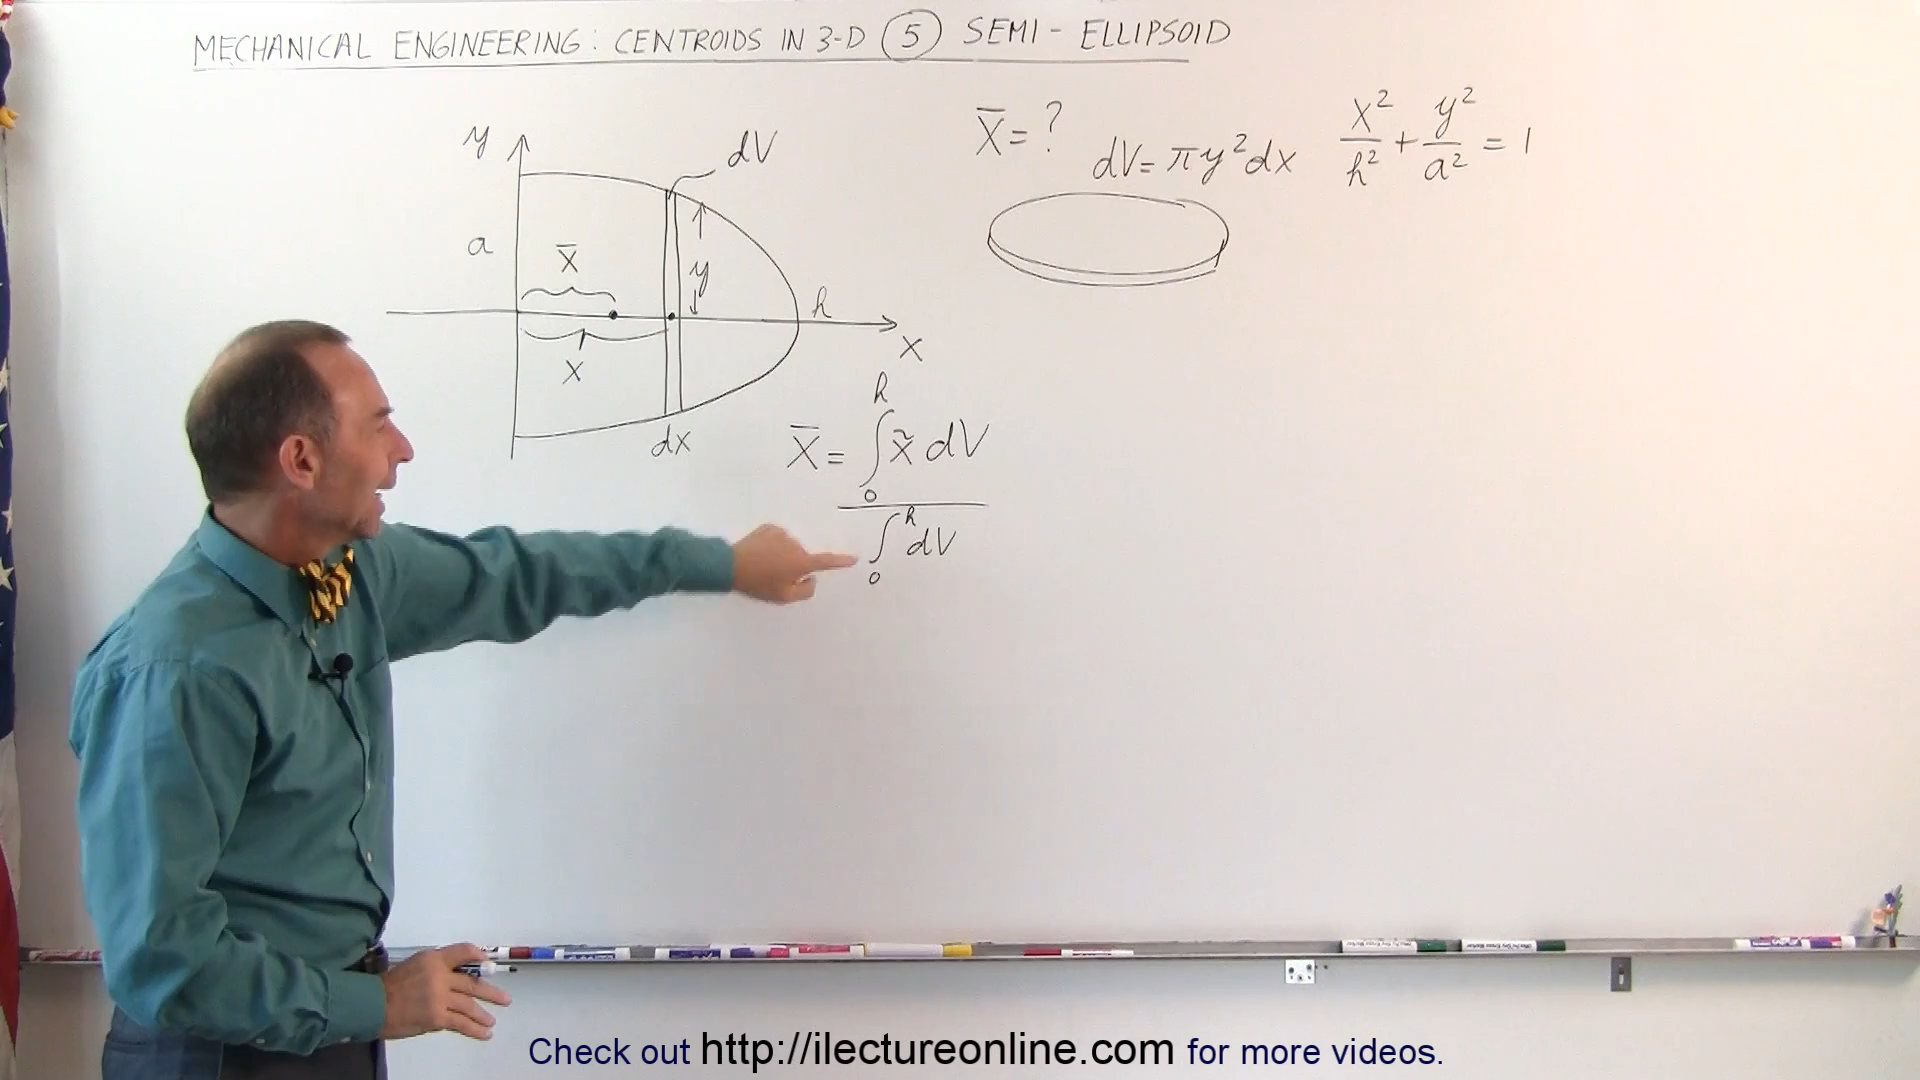 MECHANICAL ENGINEERING: CENTROIDS IN 3-D (5) SEMI-ELLIPSOID
X̄ = ?
dV = πy²dx
x²/h² + y²/a² = 1
y
dV
a
X̄
y
h
X
X
dx
X̄ = ∫₀ʰ x̃ dV
∫₀ʰ dV
Check out http://ilectureonline.com for more videos.